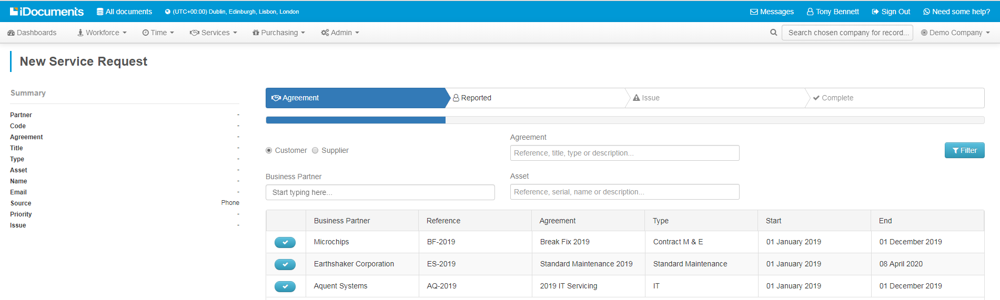 iDocuments All documents (UTC+00:00) Dublin, Edinburgh, Lisbon, London Messages Tony Bennett Sign Out Need some help?
Dashboards Workforce Time Services Purchasing Admin Search chosen company for record... Demo Company
New Service Request
Summary
Partner -
Code -
Agreement -
Title -
Type -
Asset -
Name -
Email -
Source Phone
Priority -
Issue -
Agreement Reported Issue Complete
Agreement
Customer Supplier Reference, title, type or description... Filter
Business Partner Asset
Start typing here... Reference, serial, name or description...
Business Partner Reference Agreement Type Start End
Microchips BF-2019 Break Fix 2019 Contract M & E 01 January 2019 01 December 2019
Earthshaker Corporation ES-2019 Standard Maintenance 2019 Standard Maintenance 01 January 2019 08 April 2020
Aquent Systems AQ-2019 2019 IT Servicing IT 01 January 2019 01 December 2019